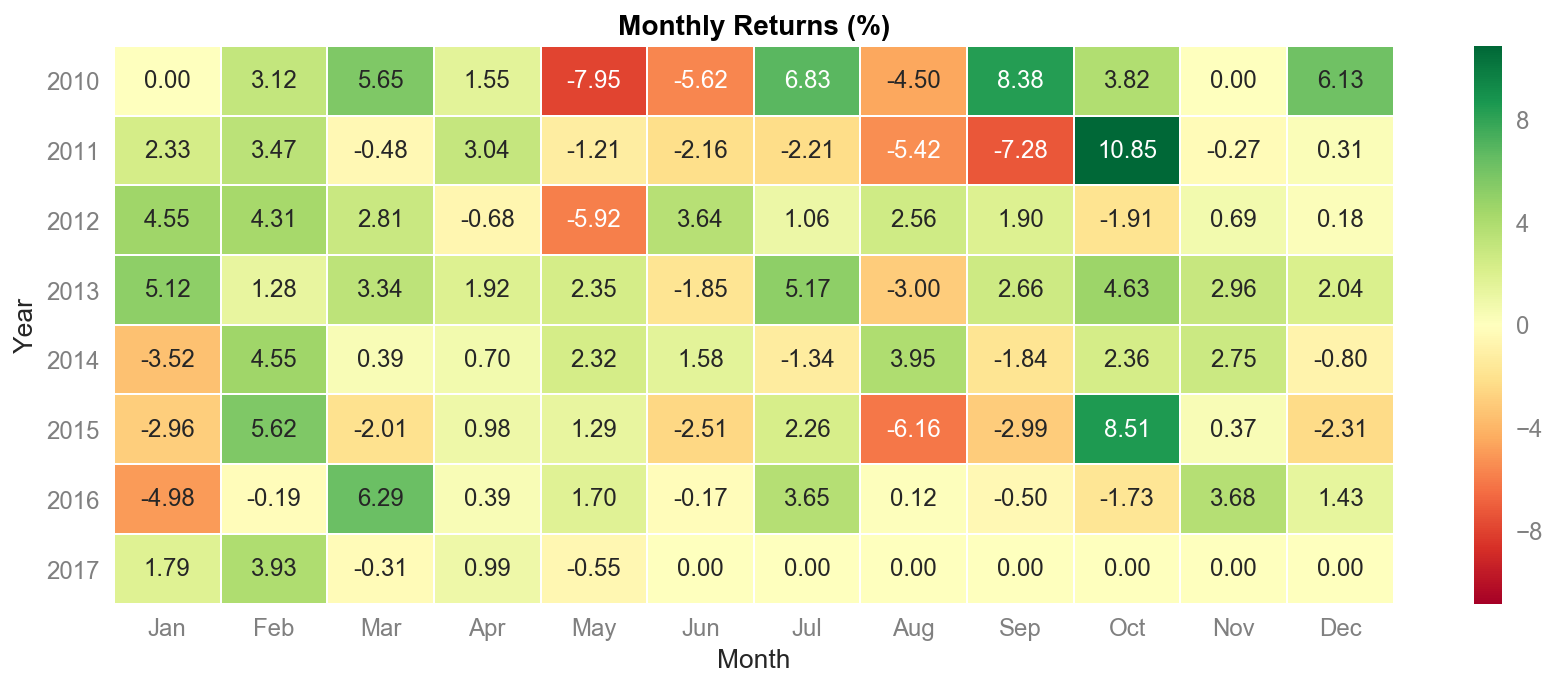 Monthly Returns (%)
2010 0.00 3.12 5.65 1.55 -7.95 -5.62 6.83 -4.50 8.38 3.82 0.00 6.13
2011 2.33 3.47 -0.48 3.04 -1.21 -2.16 -2.21 -5.42 -7.28 10.85 -0.27 0.31
2012 4.55 4.31 2.81 -0.68 -5.92 3.64 1.06 2.56 1.90 -1.91 0.69 0.18
2013 5.12 1.28 3.34 1.92 2.35 -1.85 5.17 -3.00 2.66 4.63 2.96 2.04
2014 -3.52 4.55 0.39 0.70 2.32 1.58 -1.34 3.95 -1.84 2.36 2.75 -0.80
2015 -2.96 5.62 -2.01 0.98 1.29 -2.51 2.26 -6.16 -2.99 8.51 0.37 -2.31
2016 -4.98 -0.19 6.29 0.39 1.70 -0.17 3.65 0.12 -0.50 -1.73 3.68 1.43
2017 1.79 3.93 -0.31 0.99 -0.55 0.00 0.00 0.00 0.00 0.00 0.00 0.00
Jan Feb Mar Apr May Jun Jul Aug Sep Oct Nov Dec
Month
Year
8
4
0
−4
−8